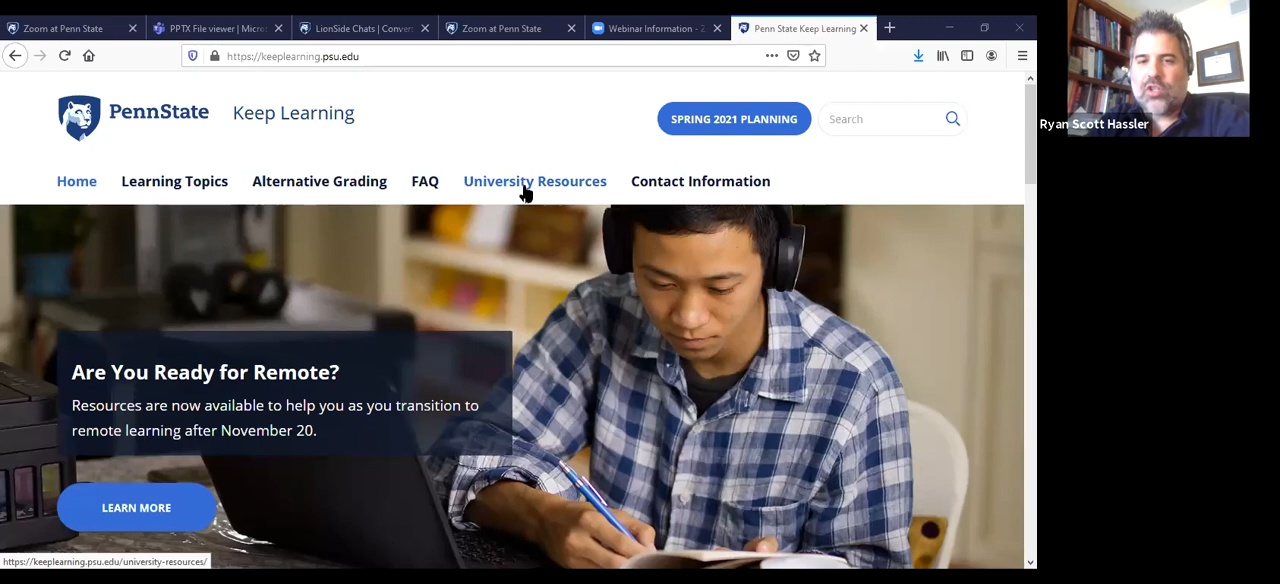 Zoom at Penn State
PPTX File viewer | Micros
LionSide Chats | Convers
Zoom at Penn State
Webinar Information - Z
Penn State Keep Learning
https://keeplearning.psu.edu
PennState
Keep Learning
SPRING 2021 PLANNING
Search
Home
Learning Topics
Alternative Grading
FAQ
University Resources
Contact Information
Are You Ready for Remote?
Resources are now available to help you as you transition to
remote learning after November 20.
LEARN MORE
https://keeplearning.psu.edu/university-resources/
Ryan Scott Hassler